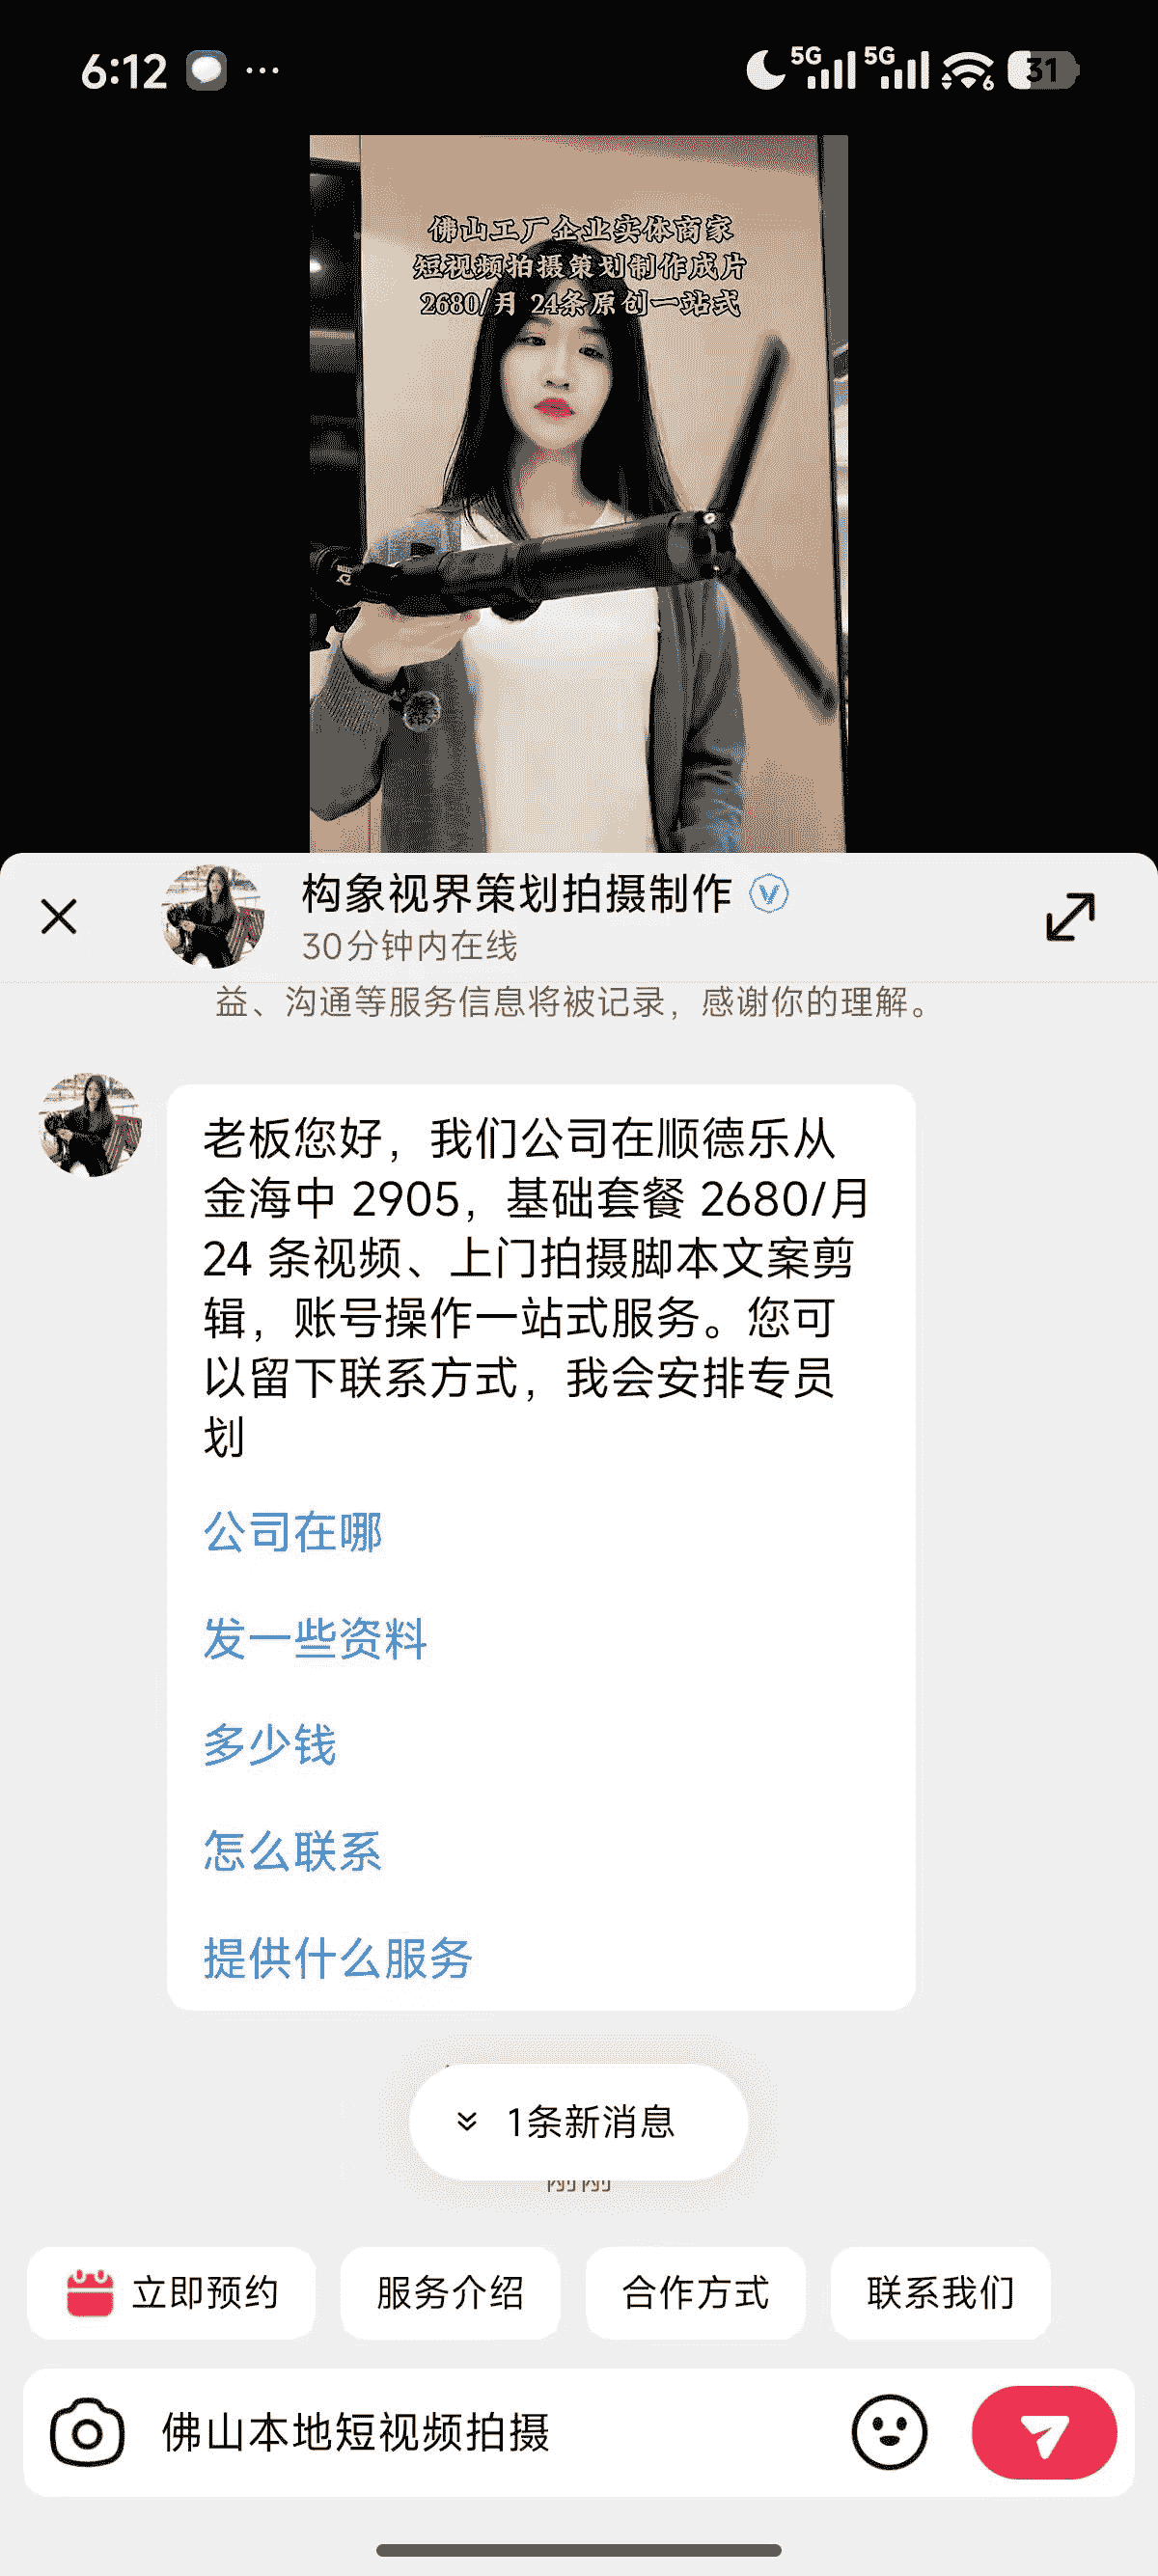 6:12
5G 5G 6 31
佛山工厂企业实体商家
短视频拍摄策划制作成片
2680/月 24条原创一站式
构象视界策划拍摄制作
30分钟内在线
益、沟通等服务信息将被记录，感谢你的理解。
老板您好，我们公司在顺德乐从
金海中 2905，基础套餐 2680/月
24 条视频、上门拍摄脚本文案剪
辑，账号操作一站式服务。您可
以留下联系方式，我会安排专员
划
公司在哪
发一些资料
多少钱
怎么联系
提供什么服务
1条新消息
立即预约 服务介绍 合作方式 联系我们
佛山本地短视频拍摄